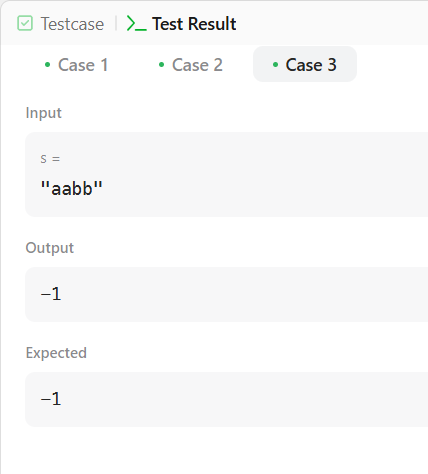 Testcase | Test Result
Case 1 Case 2 Case 3
Input
s =
"aabb"
Output
-1
Expected
-1